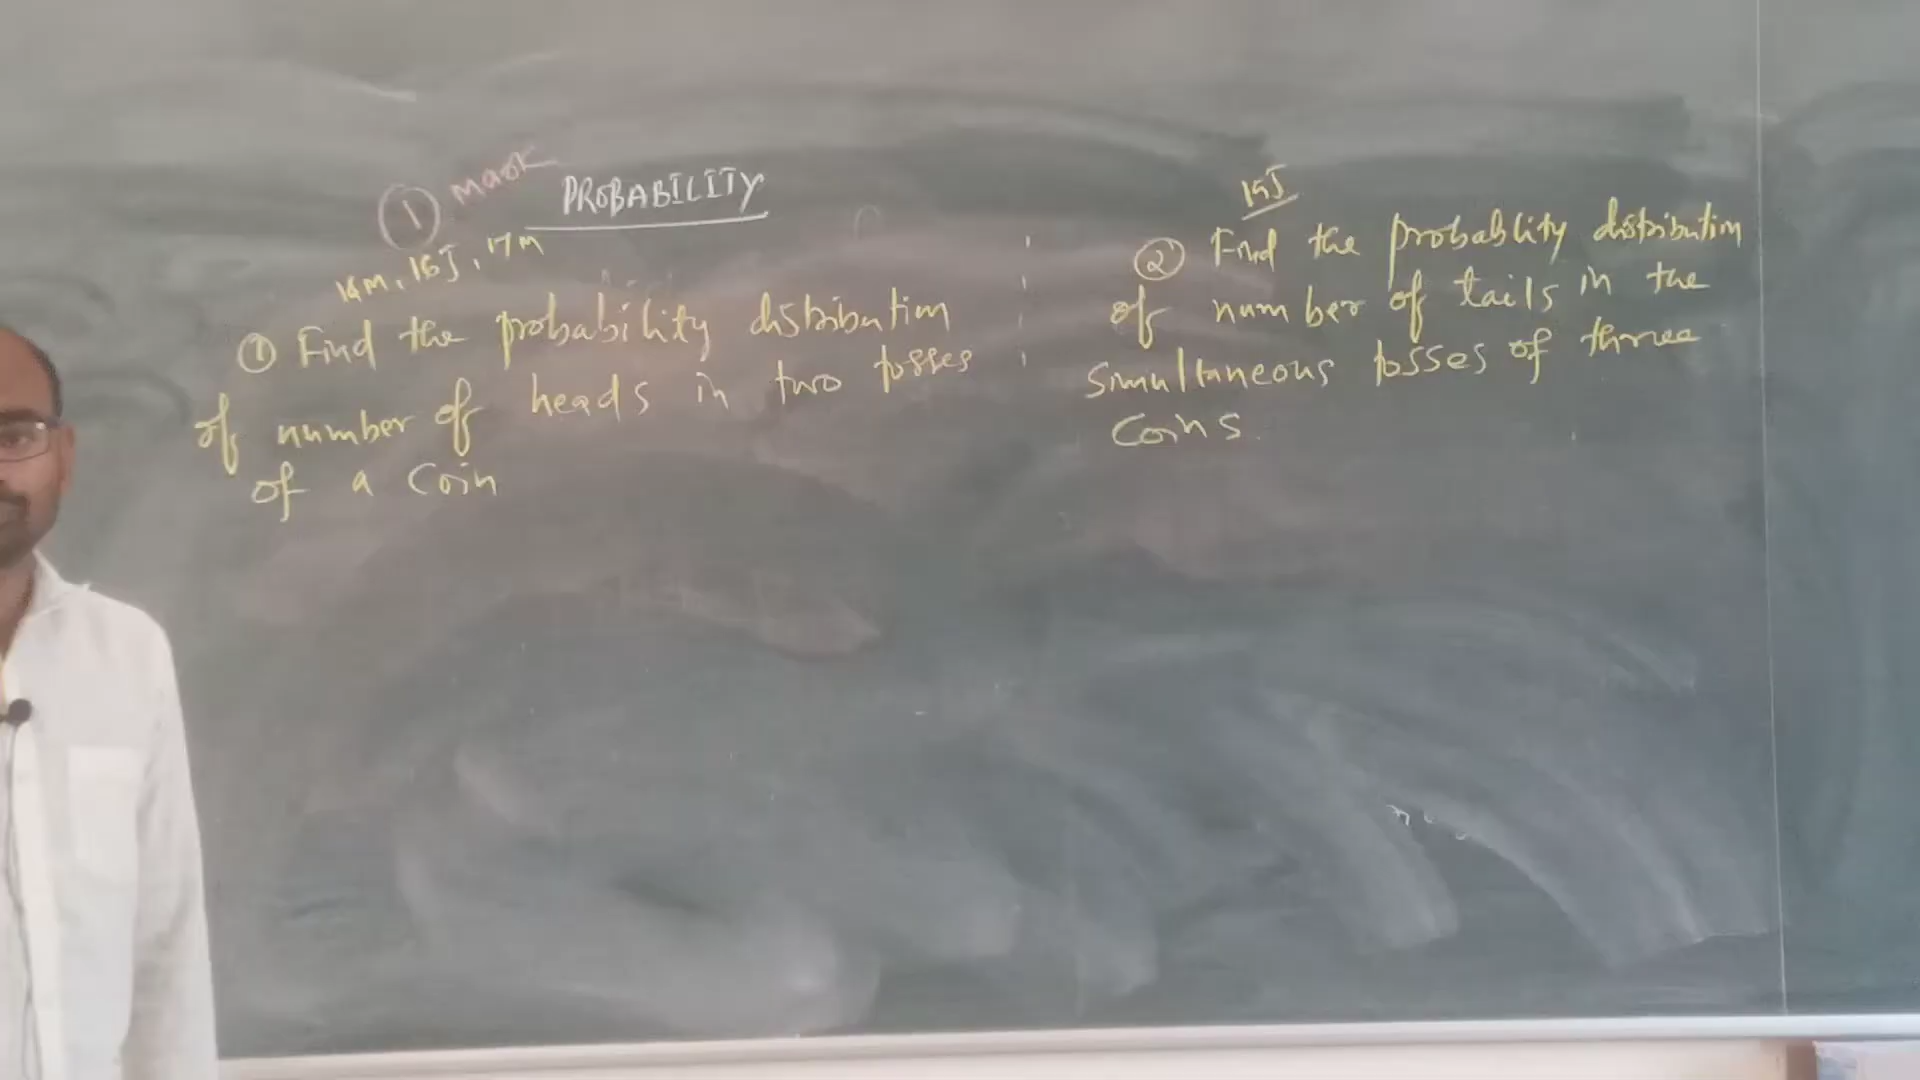 ① Mark
PROBABILITY
14M, 16J, 17M
① Find the probability distribution
of number of heads in two tosses
of a Coin
15J
② Find the probablity distribution
of number of tails in the
simultaneous tosses of three
Coins.